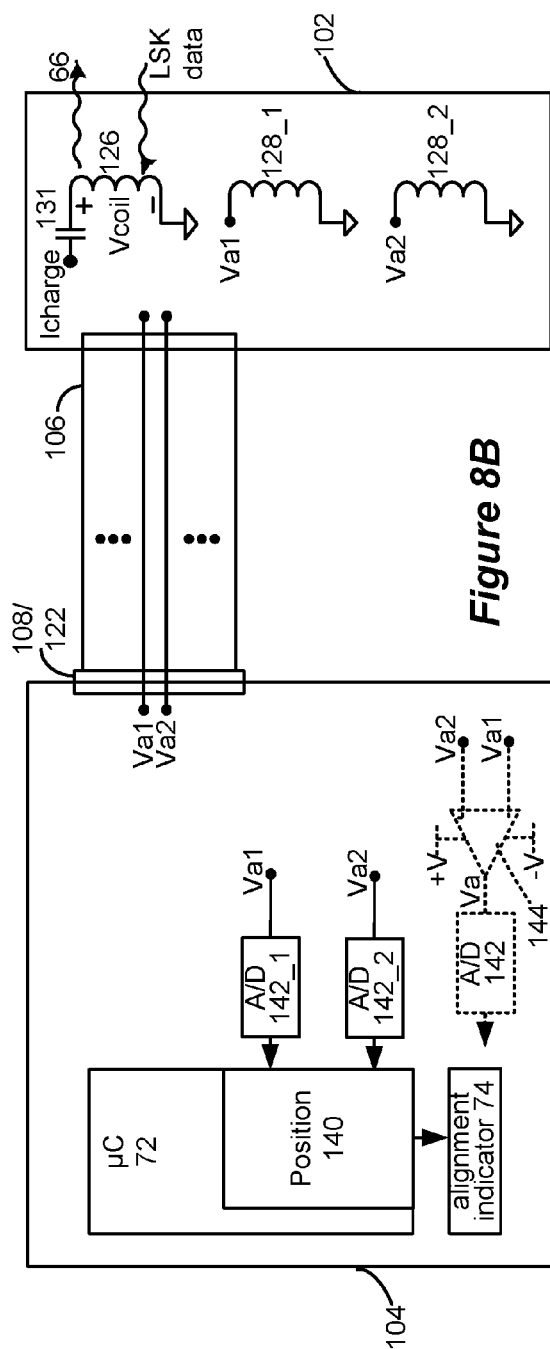 104
µC
72
Position
140
alignment
indicator 74
A/D
142_1
Va1
A/D
142_2
Va2
A/D
142
Va
144
+V
-V
Va2
Va1
Va1
Va2
108/
122
106
Icharge
131
+
Vcoil
–
126
66
LSK
data
Va1
128_1
Va2
128_2
102
Figure 8B